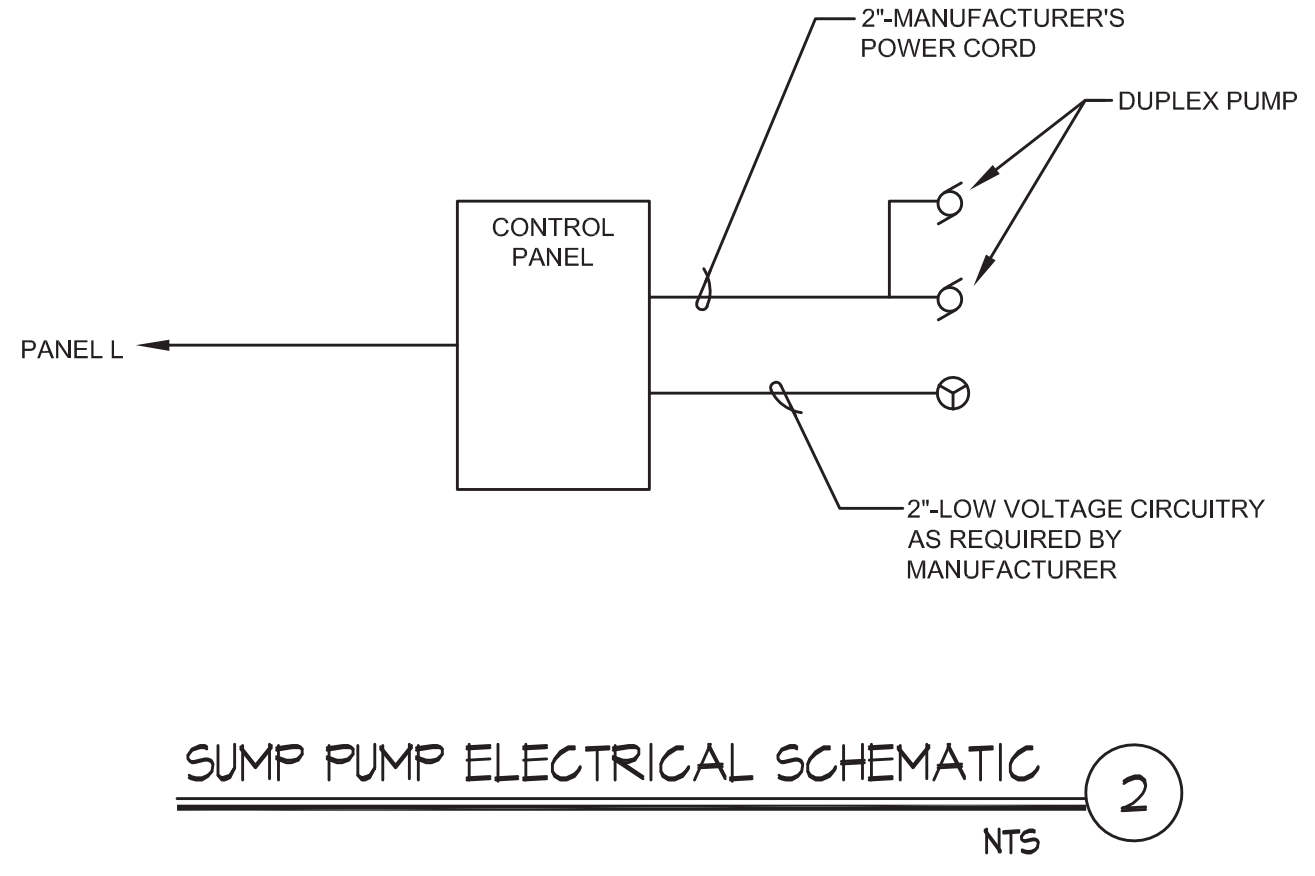 2"-MANUFACTURER'S
POWER CORD
DUPLEX PUMP
CONTROL
PANEL
PANEL L
2"-LOW VOLTAGE CIRCUITRY
AS REQUIRED BY
MANUFACTURER
SUMP PUMP ELECTRICAL SCHEMATIC
2
NTS